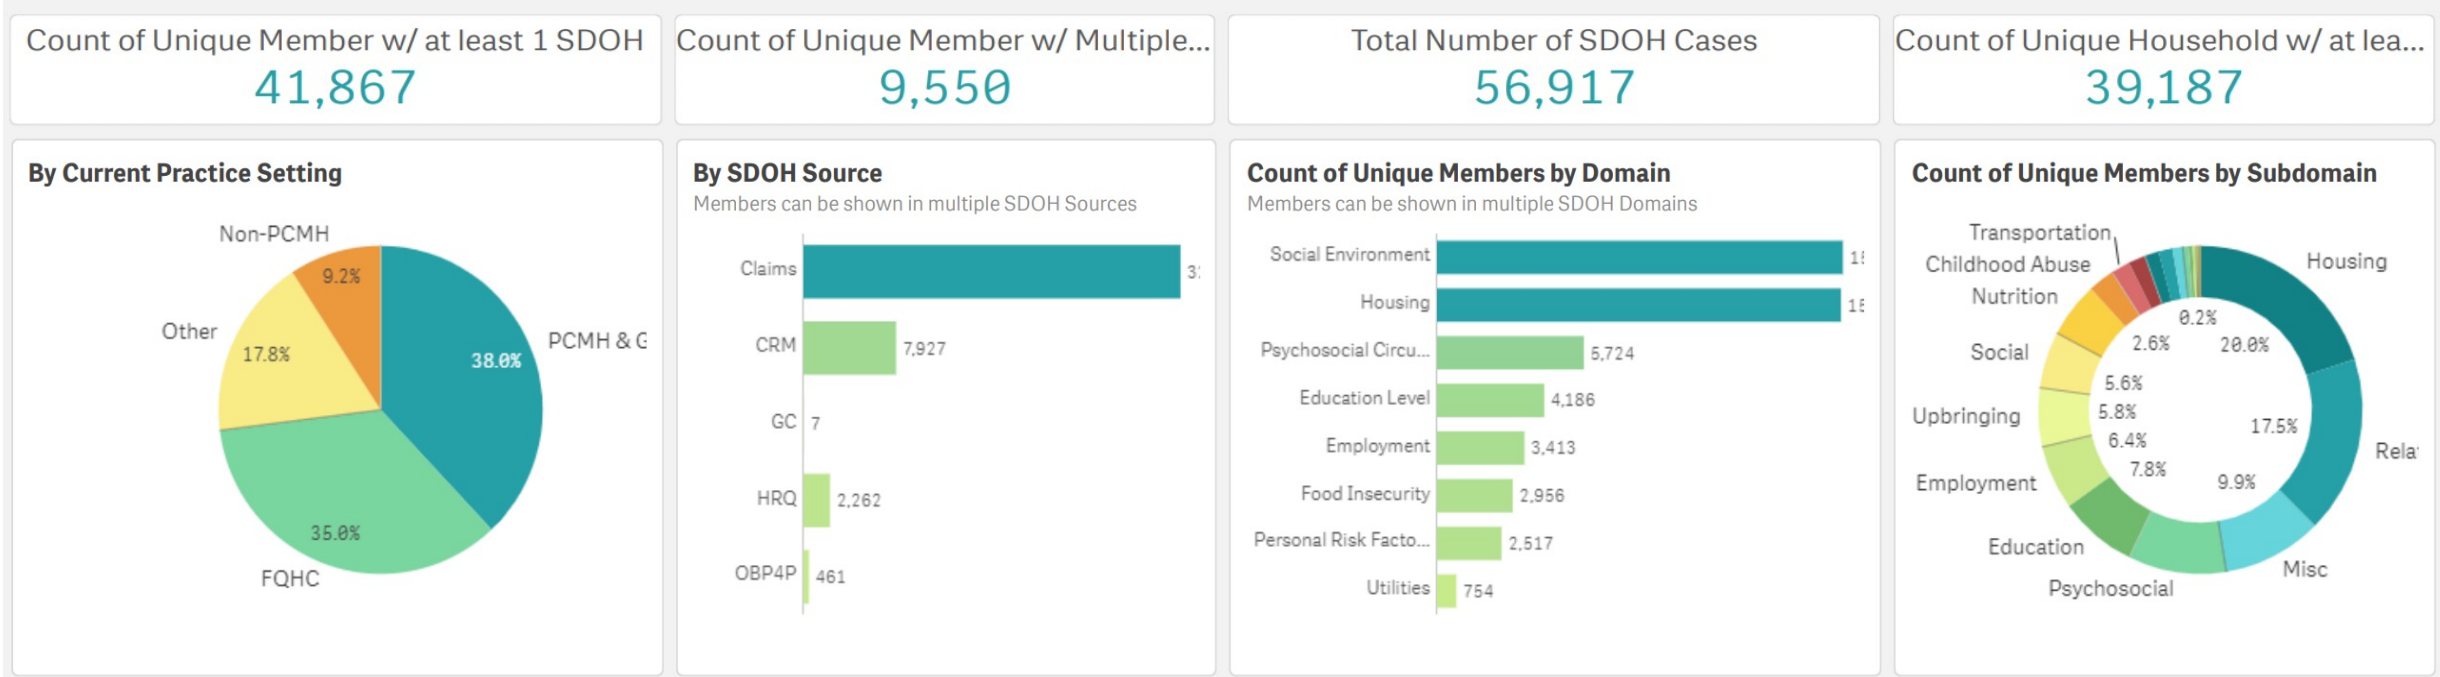 Count of Unique Member w/ at least 1 SDOH
41,867
Count of Unique Member w/ Multiple...
9,550
Total Number of SDOH Cases
56,917
Count of Unique Household w/ at lea...
39,187
By Current Practice Setting
Non-PCMH
9.2%
Other
17.8%
PCMH & G
38.0%
35.0%
FQHC
By SDOH Source
Members can be shown in multiple SDOH Sources
Claims
CRM
7,927
GC
7
HRQ
2,262
OBP4P
461
Count of Unique Members by Domain
Members can be shown in multiple SDOH Domains
Social Environment
Housing
Psychosocial Circu...
5,724
Education Level
4,186
Employment
3,413
Food Insecurity
2,956
Personal Risk Facto...
2,517
Utilities
754
Count of Unique Members by Subdomain
Transportation
Housing
Childhood Abuse
Nutrition
0.2%
2.6%
20.0%
Social
5.6%
Upbringing
5.8%
17.5%
6.4%
Rela
7.8%
Employment
9.9%
Education
Misc
Psychosocial